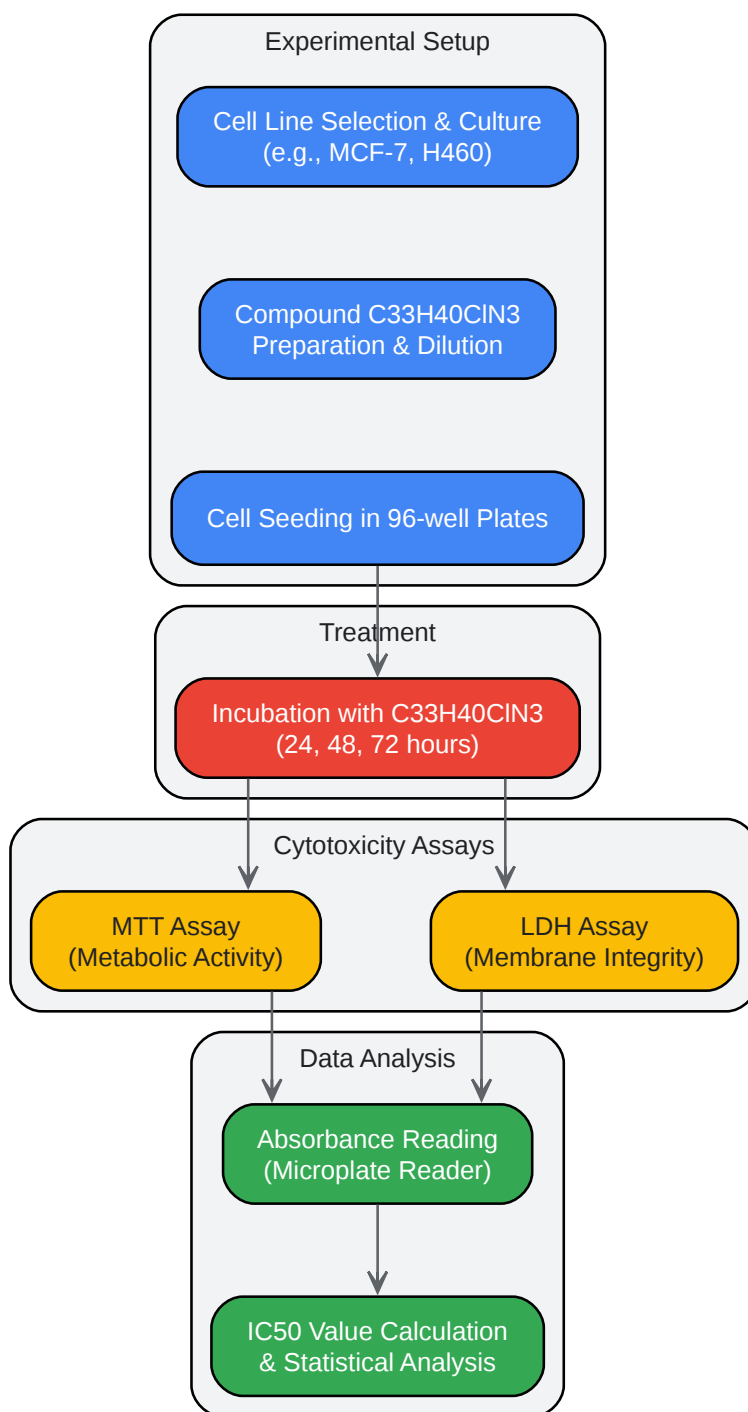 Experimental Setup
Cell Line Selection & Culture
(e.g., MCF-7, H460)
Compound C33H40ClN3
Preparation & Dilution
Cell Seeding in 96-well Plates
Treatment
Incubation with C33H40ClN3
(24, 48, 72 hours)
Cytotoxicity Assays
MTT Assay
(Metabolic Activity)
LDH Assay
(Membrane Integrity)
Data Analysis
Absorbance Reading
(Microplate Reader)
IC50 Value Calculation
& Statistical Analysis